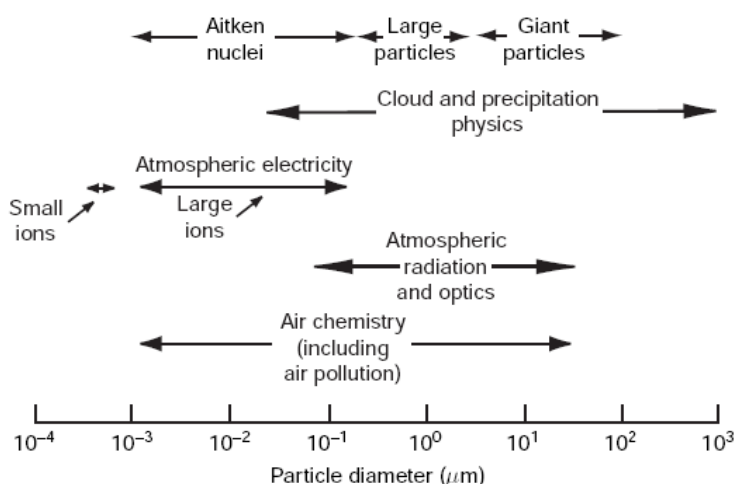 Aitken
nuclei
Large
particles
Giant
particles
Cloud and precipitation
physics
Atmospheric electricity
Small
ions
Large
ions
Atmospheric
radiation
and optics
Air chemistry
(including
air pollution)
10⁻⁴ 10⁻³ 10⁻² 10⁻¹ 10⁰ 10¹ 10² 10³
Particle diameter (μm)